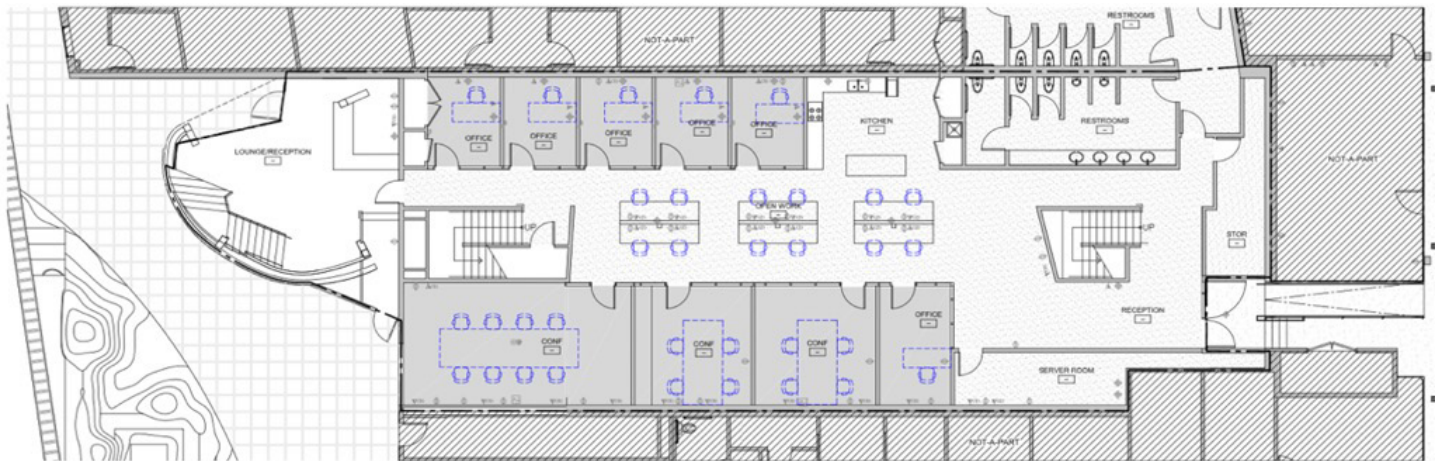 RESTROOMS
NOT-A-PART
OFFICE
OFFICE
OFFICE
OFFICE
OFFICE
KITCHEN
RESTROOMS
LOUNGE/RECEPTION
NOT-A-PART
OPEN WORK
UP
UP
STOR
RECEPTION
OFFICE
CONF
CONF
CONF
SERVER ROOM
NOT-A-PART